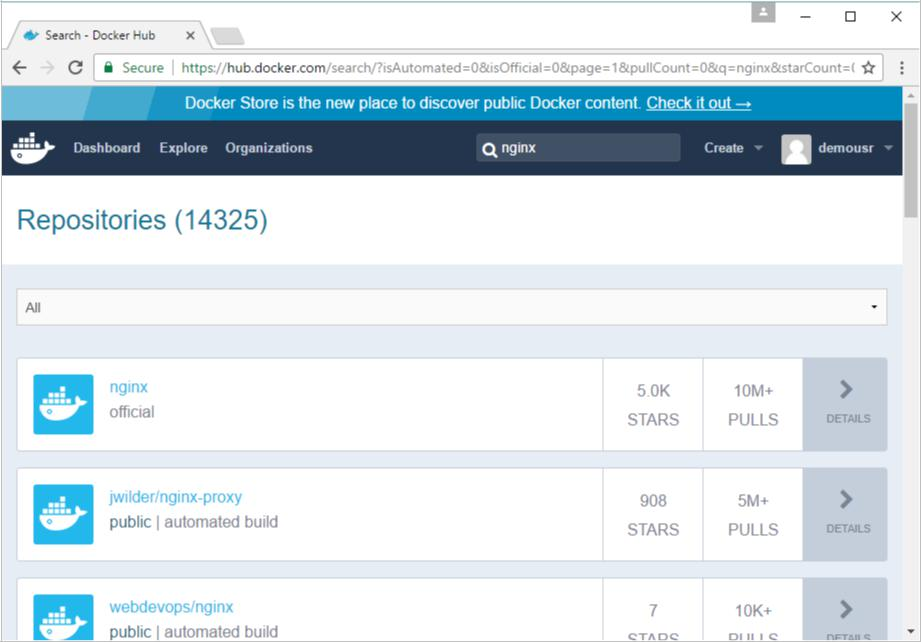 Search - Docker Hub
Secure | https://hub.docker.com/search/?isAutomated=0&isOfficial=0&page=1&pullCount=0&q=nginx&starCount=
Docker Store is the new place to discover public Docker content. Check it out →
Dashboard Explore Organizations nginx Create demousr
Repositories (14325)
All
nginx
official
5.0K
STARS
10M+
PULLS
DETAILS
jwilder/nginx-proxy
public | automated build
908
STARS
5M+
PULLS
DETAILS
webdevops/nginx
public | automated build
7
STARS
10K+
PULLS
DETAILS